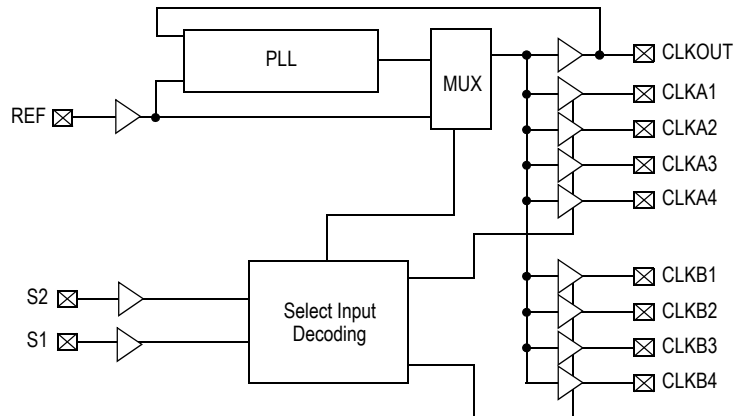 PLL
MUX
REF
CLKOUT
CLKA1
CLKA2
CLKA3
CLKA4
S2
S1
Select Input
Decoding
CLKB1
CLKB2
CLKB3
CLKB4